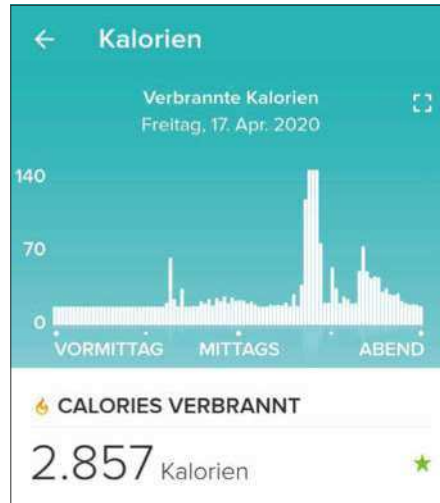 Kalorien
Verbrannte Kalorien
Freitag, 17. Apr. 2020
140
70
0
VORMITTAG MITTAGS ABEND
CALORIES VERBRANNT
2.857 Kalorien